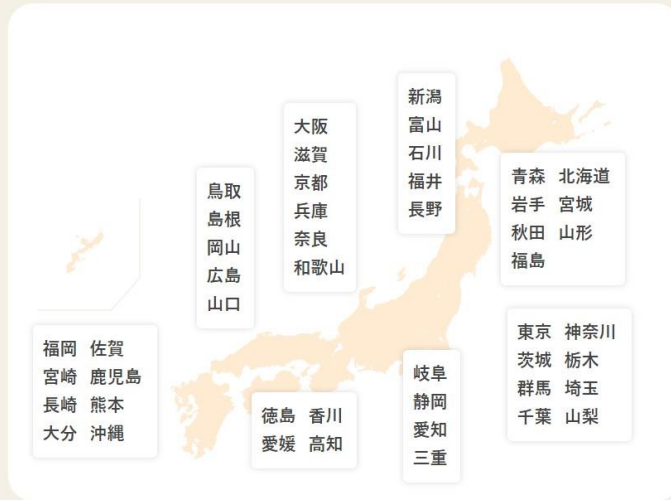 新潟
富山
石川
福井
長野
大阪
滋賀
京都
兵庫
奈良
和歌山
鳥取
島根
岡山
広島
山口
青森 北海道
岩手 宮城
秋田 山形
福島
東京 神奈川
茨城 栃木
群馬 埼玉
千葉 山梨
福岡 佐賀
宮崎 鹿児島
長崎 熊本
大分 沖縄
岐阜
静岡
愛知
三重
徳島 香川
愛媛 高知